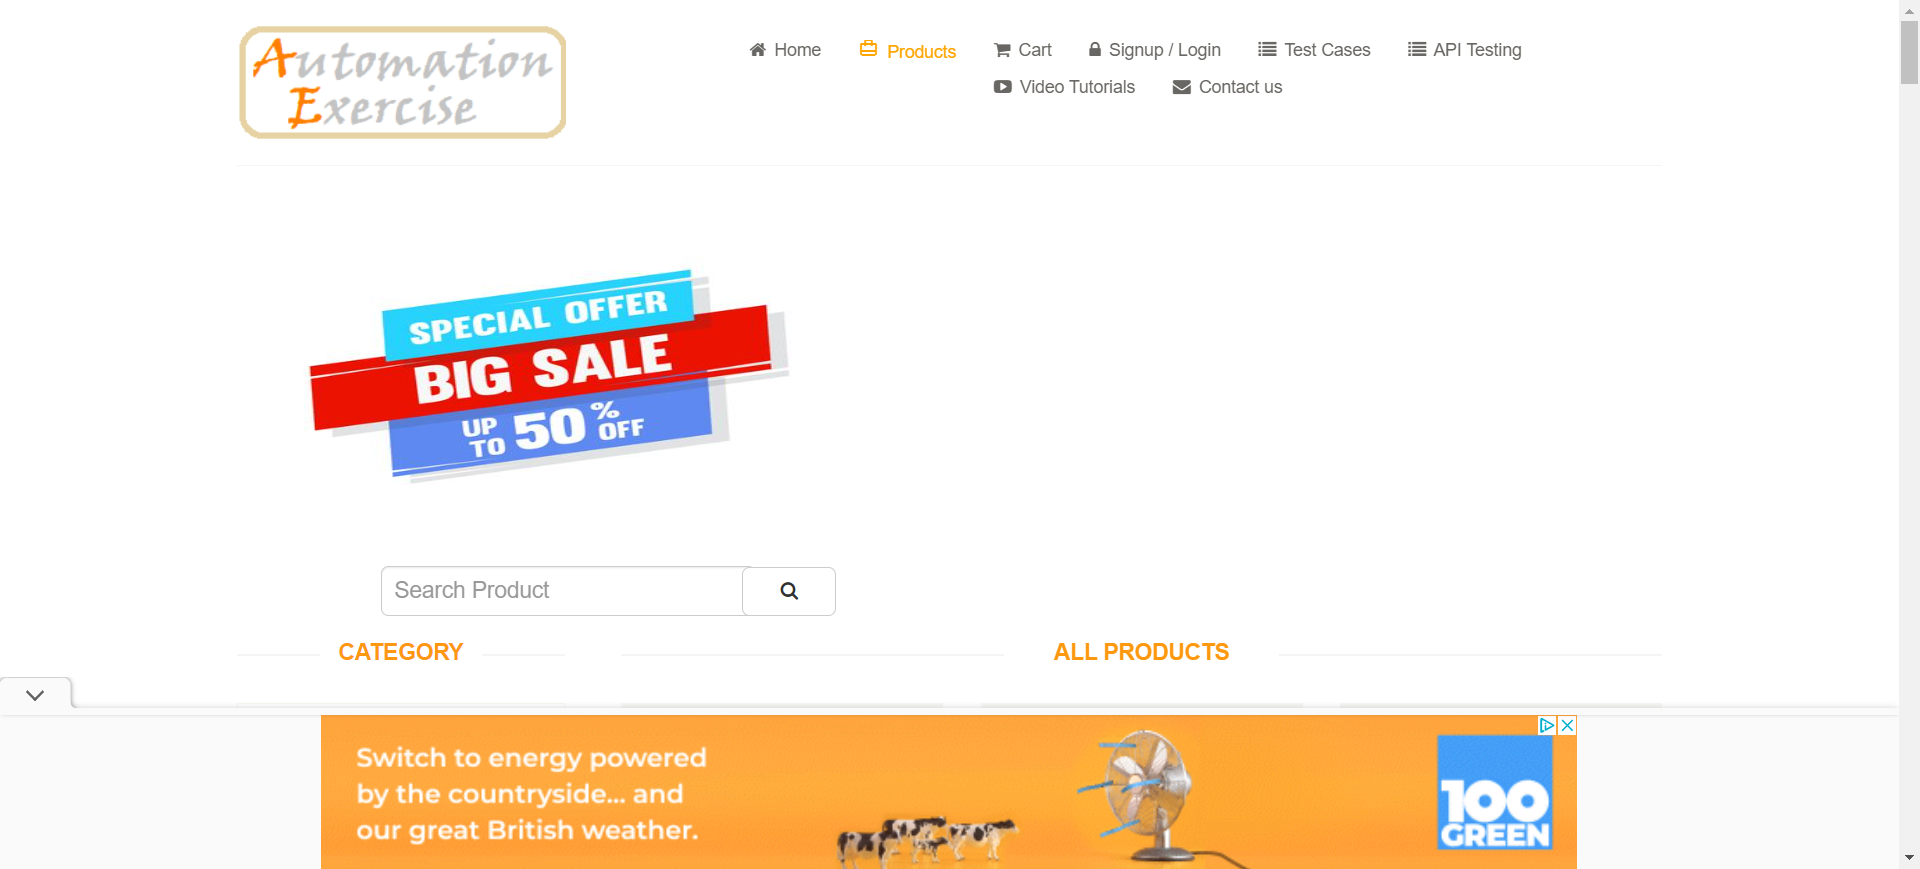 Automation
Exercise
Home
Products
Cart
Signup / Login
Test Cases
API Testing
Video Tutorials
Contact us
SPECIAL OFFER
BIG SALE
UP TO 50% OFF
Search Product
CATEGORY
ALL PRODUCTS
Switch to energy powered
by the countryside... and
our great British weather.
100
GREEN